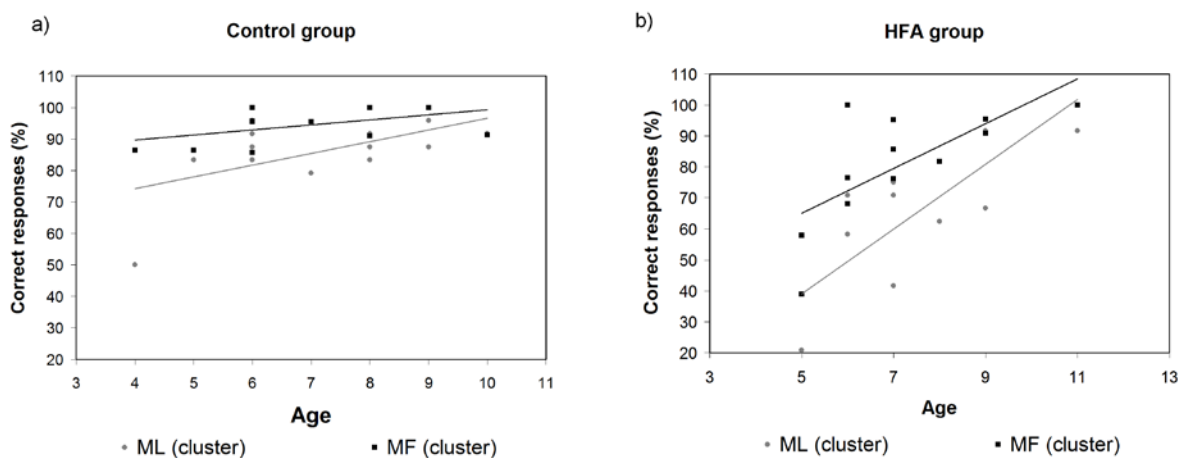 a)
Control group
110
100
90
80
70
60
50
40
30
20
Correct responses (%)
3 4 5 6 7 8 9 10 11
Age
ML (cluster) MF (cluster)
b)
HFA group
110
100
90
80
70
60
50
40
30
20
Correct responses (%)
3 5 7 9 11 13
Age
ML (cluster) MF (cluster)